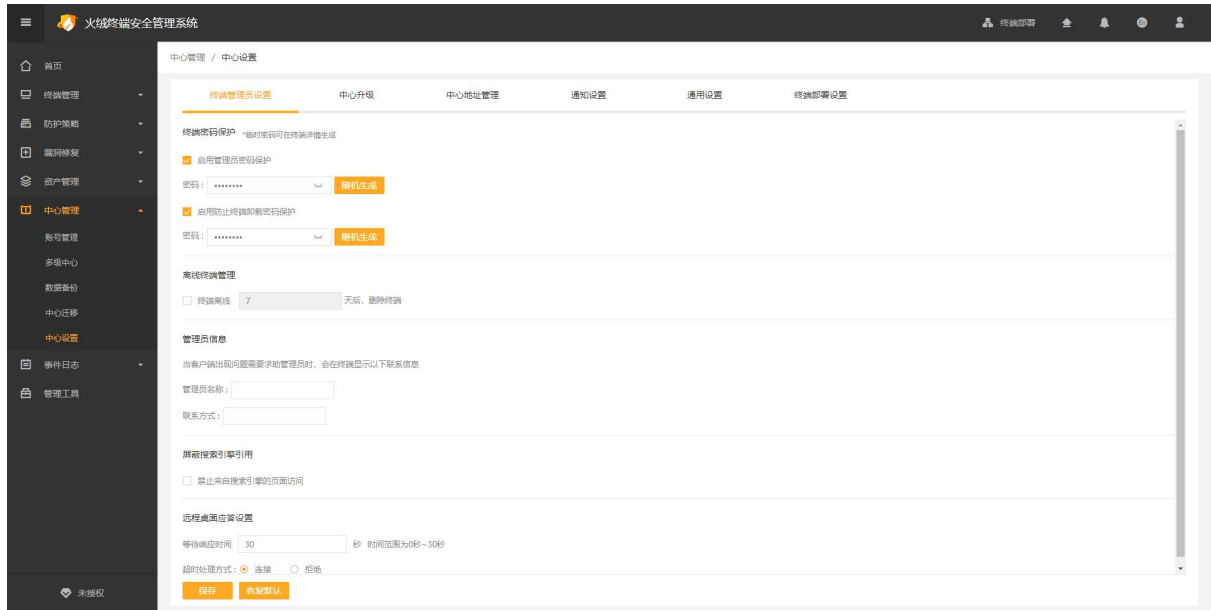 火绒终端安全管理系统
终端部署
首页
终端管理
防护策略
漏洞修复
资产管理
中心管理
账号管理
多级中心
数据备份
中心迁移
中心设置
事件日志
管理工具
未授权
中心管理 / 中心设置
终端管理员设置 中心升级 中心地址管理 通知设置 通用设置 终端部署设置
终端密码保护 *临时密码可在终端详情生成
启用管理员密码保护
密码: ******** 随机生成
启用防止终端卸载密码保护
密码: ******** 随机生成
离线终端管理
终端离线 7 天后, 删除终端
管理员信息
当客户端出现问题需要求助管理员时, 会在终端显示以下联系信息
管理员名称:
联系方式:
屏蔽搜索引擎引用
禁止来自搜索引擎的页面访问
远程桌面应答设置
等待响应时间 30 秒 时间范围为0秒~30秒
超时处理方式: 连接 拒绝
保存 恢复默认